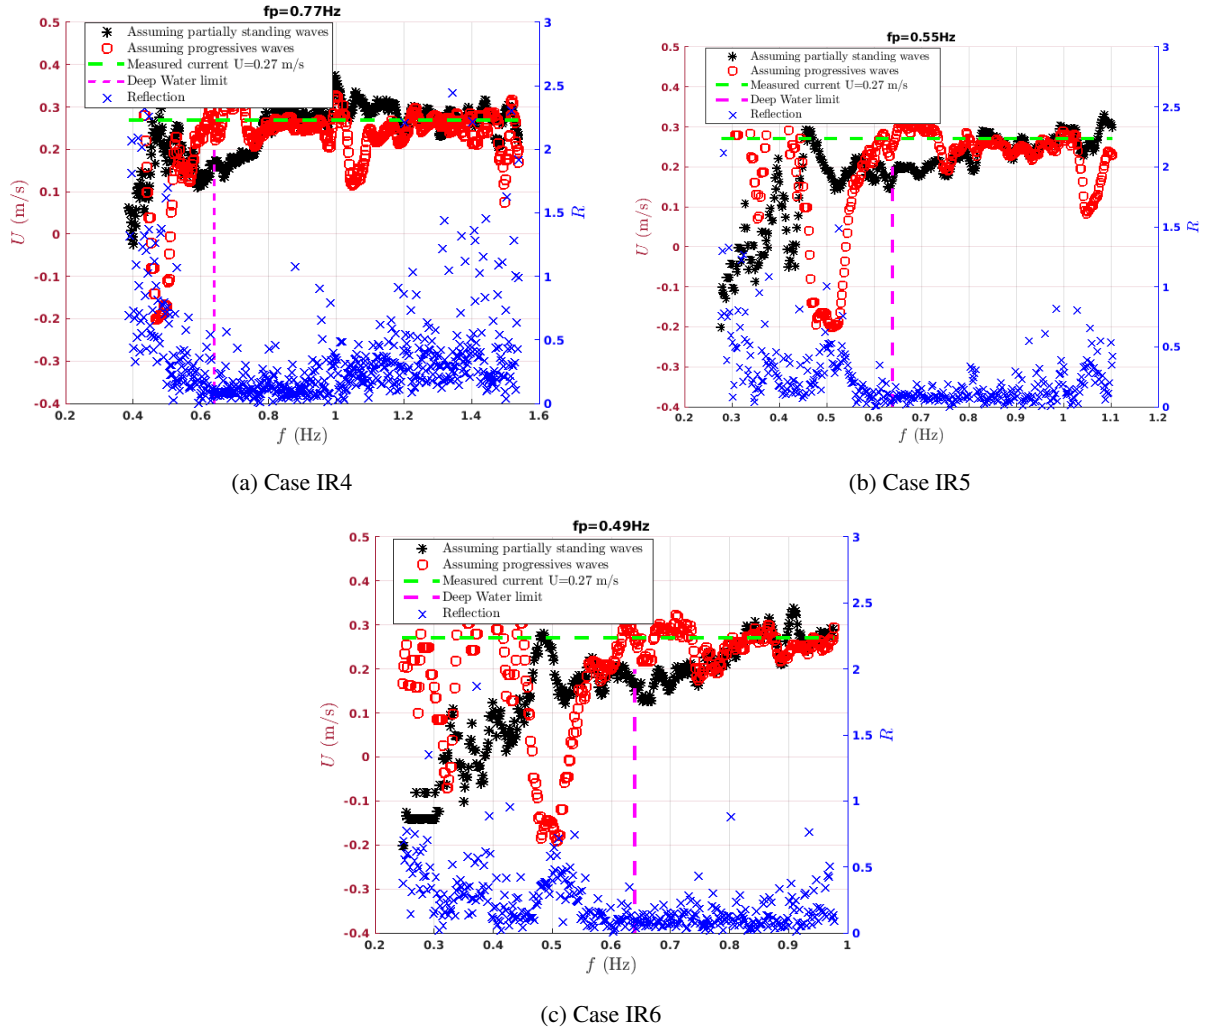 fp=0.77Hz
0.5
0.4
0.3
0.2
0.1
0
-0.1
-0.2
-0.3
-0.4
U (m/s)
Assuming partially standing waves
Assuming progressives waves
Measured current U=0.27 m/s
Deep Water limit
Reflection
3
2.5
2
1.5
1
0.5
0
R
0.2 0.4 0.6 0.8 1 1.2 1.4 1.6
f (Hz)
(a) Case IR4
fp=0.55Hz
0.5
0.4
0.3
0.2
0.1
0
-0.1
-0.2
-0.3
-0.4
U (m/s)
Assuming partially standing waves
Assuming progressives waves
Measured current U=0.27 m/s
Deep Water limit
Reflection
3
2.5
2
1.5
1
0.5
0
R
0.2 0.3 0.4 0.5 0.6 0.7 0.8 0.9 1 1.1 1.2
f (Hz)
(b) Case IR5
fp=0.49Hz
0.5
0.4
0.3
0.2
0.1
0
-0.1
-0.2
-0.3
-0.4
U (m/s)
Assuming partially standing waves
Assuming progressives waves
Measured current U=0.27 m/s
Deep Water limit
Reflection
3
2.5
2
1.5
1
0.5
0
R
0.2 0.3 0.4 0.5 0.6 0.7 0.8 0.9 1
f (Hz)
(c) Case IR6